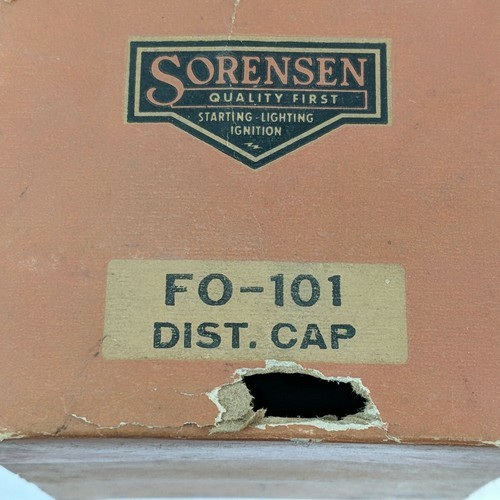 SORENSEN
QUALITY FIRST
STARTING-LIGHTING
IGNITION
FO-101
DIST. CAP